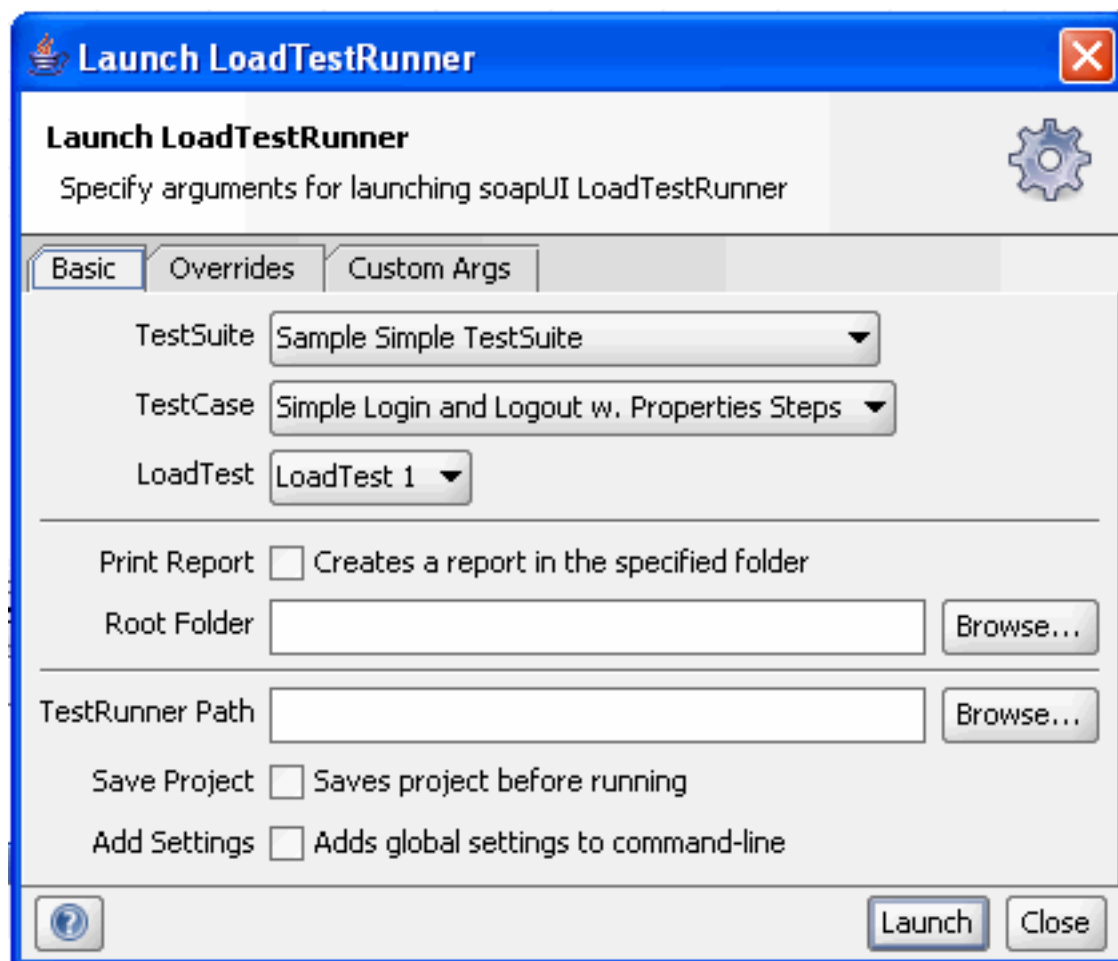 Launch LoadTestRunner
Launch LoadTestRunner
Specify arguments for launching soapUI LoadTestRunner
Basic Overrides Custom Args
TestSuite Sample Simple TestSuite
TestCase Simple Login and Logout w. Properties Steps
LoadTest LoadTest 1
Print Report Creates a report in the specified folder
Root Folder Browse...
TestRunner Path Browse...
Save Project Saves project before running
Add Settings Adds global settings to command-line
? Launch Close